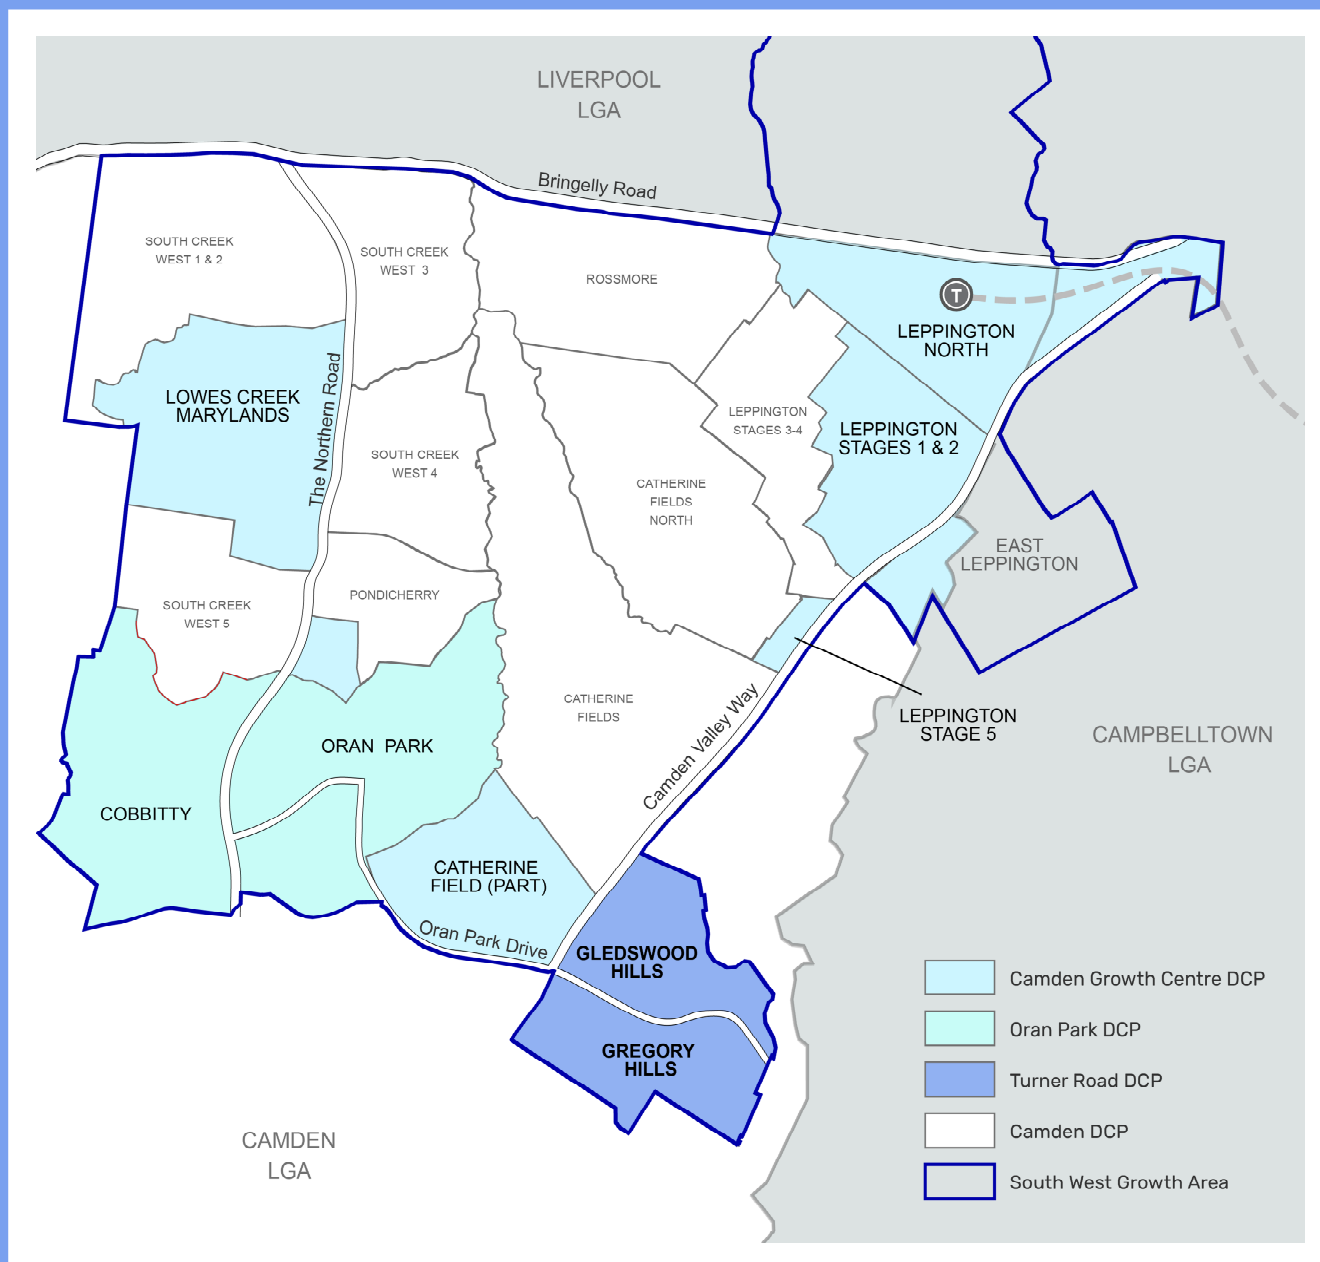 LIVERPOOL
LGA
Bringelly Road
SOUTH CREEK
WEST 1 & 2
SOUTH CREEK
WEST 3
ROSSMORE
T
LEPPINGTON
NORTH
LOWES CREEK
MARYLANDS
The Northern Road
LEPPINGTON
STAGES 3-4
LEPPINGTON
STAGES 1 & 2
SOUTH CREEK
WEST 4
CATHERINE
FIELDS
NORTH
EAST
LEPPINGTON
SOUTH CREEK
WEST 5
PONDICHERRY
CATHERINE
FIELDS
LEPPINGTON
STAGE 5
Camden Valley Way
CAMPBELLTOWN
LGA
ORAN PARK
COBBITTY
CATHERINE
FIELD (PART)
Oran Park Drive
GLEDSWOOD
HILLS
GREGORY
HILLS
CAMDEN
LGA
Camden Growth Centre DCP
Oran Park DCP
Turner Road DCP
Camden DCP
South West Growth Area